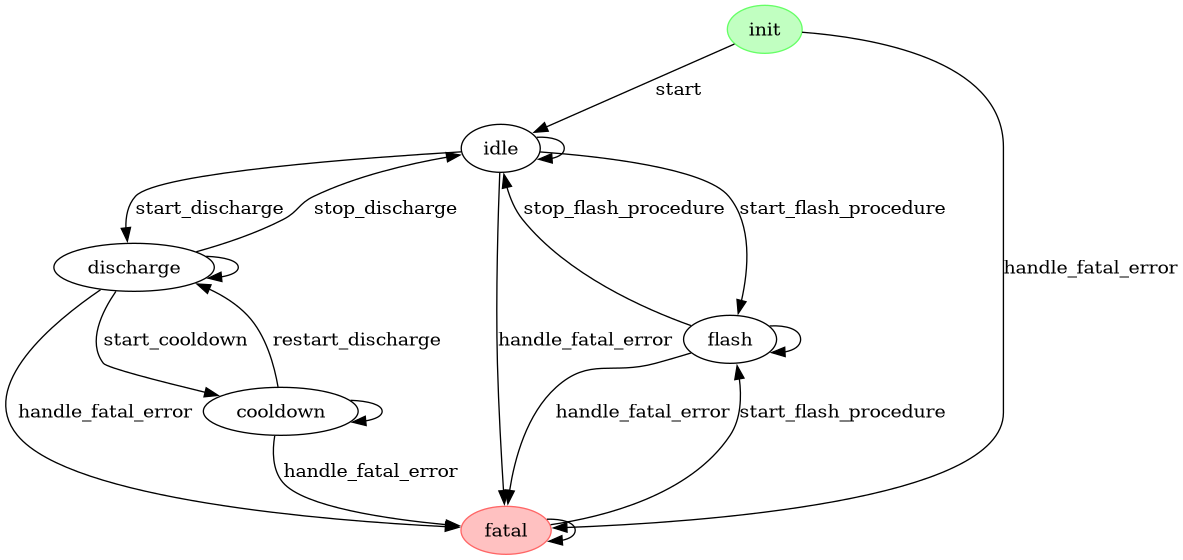 init
start
idle
start_discharge
stop_discharge
stop_flash_procedure
start_flash_procedure
discharge
handle_fatal_error
start_cooldown
restart_discharge
handle_fatal_error
flash
handle_fatal_error
cooldown
handle_fatal_error
start_flash_procedure
handle_fatal_error
fatal